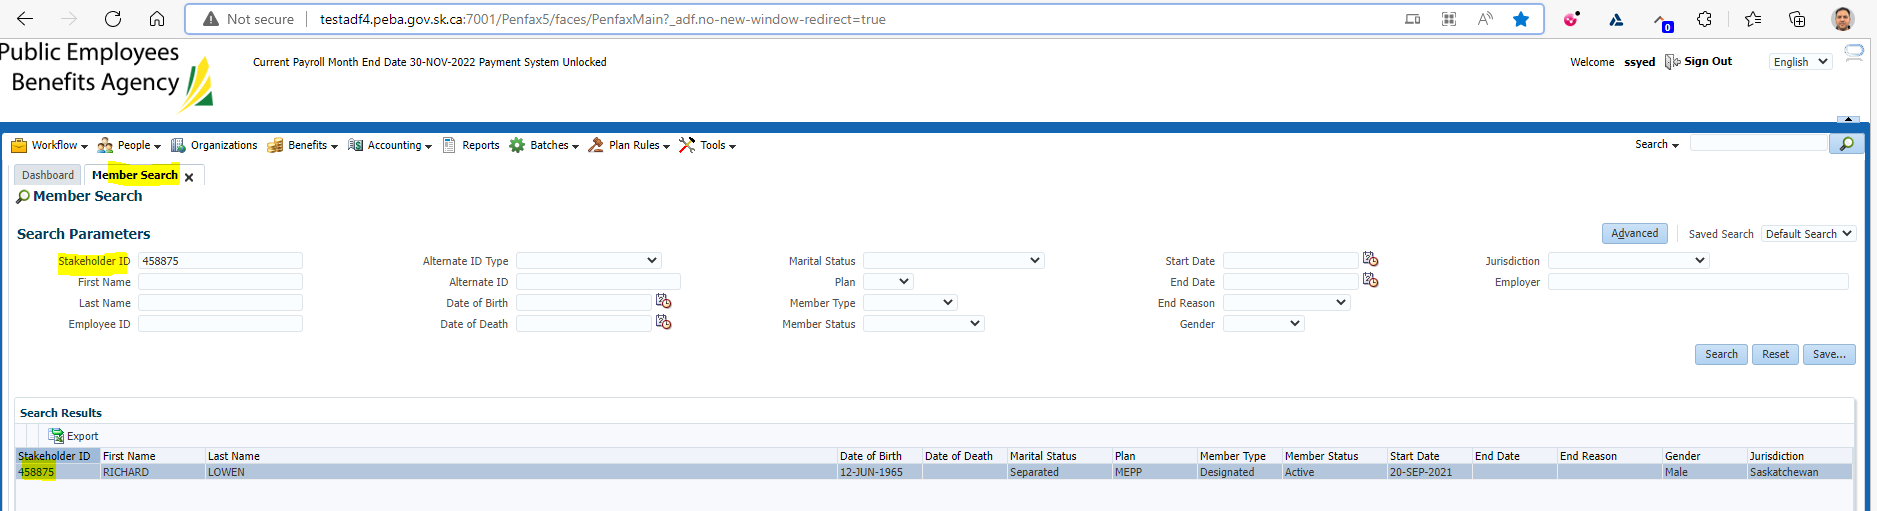 Not secure testadf4.peba.gov.sk.ca:7001/Penfax5/faces/PenfaxMain?_adf.no-new-window-redirect=true
0
Public Employees
Benefits Agency
Current Payroll Month End Date 30-NOV-2022 Payment System Unlocked
Welcome ssyed Sign Out English
Workflow People Organizations Benefits Accounting Reports Batches Plan Rules Tools Search
Dashboard Member Search
Member Search
Search Parameters
Advanced Saved Search Default Search
Stakeholder ID 458875 Alternate ID Type Marital Status Start Date Jurisdiction
First Name Alternate ID Plan End Date Employer
Last Name Date of Birth Member Type End Reason
Employee ID Date of Death Member Status Gender
Search Reset Save...
Search Results
Export
Stakeholder ID First Name Last Name Date of Birth Date of Death Marital Status Plan Member Type Member Status Start Date End Date End Reason Gender Jurisdiction
458875 RICHARD LOWEN 12-JUN-1965 Separated MEPP Designated Active 20-SEP-2021 Male Saskatchewan